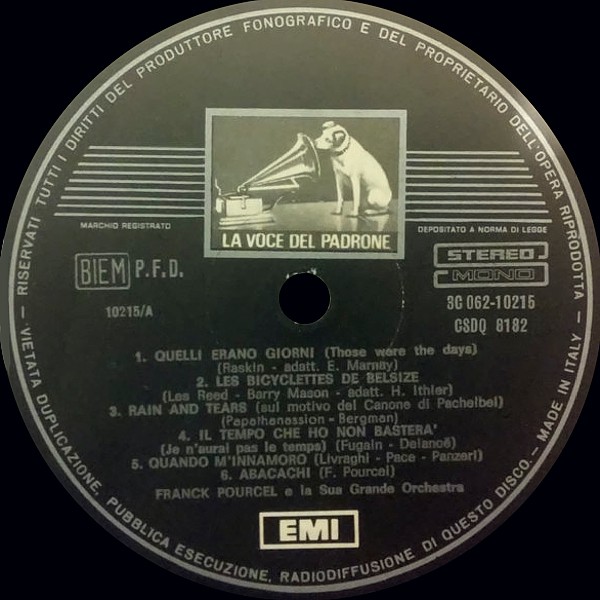 RISERVATI TUTTI I DIRITTI DEL PRODUTTORE FONOGRAFICO E DEL PROPRIETARIO DELL'OPERA RIPRODOTTA
LA VOCE DEL PADRONE
MARCHIO REGISTRATO
DEPOSITATO A NORMA DI LEGGE
BIEM P.F.D.
STEREO
MONO
10215/A
3C 062-10215
CSDQ 8182
1. QUELLI ERANO GIORNI (Those were the days)
(Raskin - adatt. E. Marnay)
2. LES BICYCLETTES DE BELSIZE
(Les Reed - Barry Mason - adatt. H. Ithier)
3. RAIN AND TEARS (sul motivo del Canone di Pachelbel)
(Papathanassion - Bergman)
4. IL TEMPO CHE HO NON BASTERA'
(Je n'aurai pas le temps) (Fugain - Delanoë)
5. QUANDO M'INNAMORO (Livraghi - Pace - Panzeri)
6. ABACACHI (F. Pourcel)
FRANCK POURCEL e la Sua Grande Orchestra
EMI
VIETATA DUPLICAZIONE, PUBBLICA ESECUZIONE, RADIODIFFUSIONE DI QUESTO DISCO. — MADE IN ITALY —